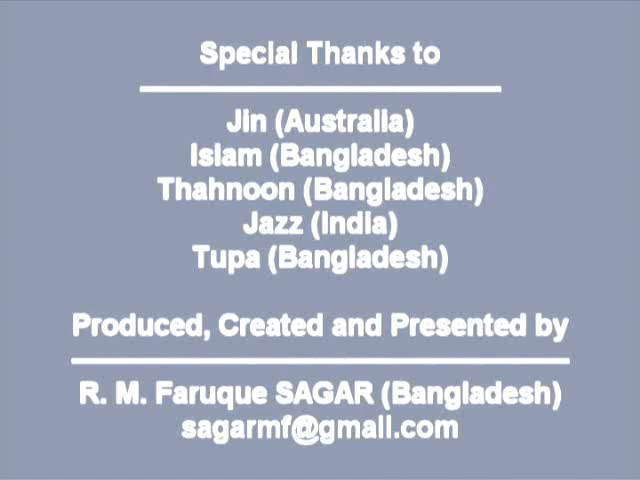 Special Thanks to
Jin (Australia)
Islam (Bangladesh)
Thahnoon (Bangladesh)
Jazz (India)
Tupa (Bangladesh)
Produced, Created and Presented by
R. M. Faruque SAGAR (Bangladesh)
sagarmf@gmail.com